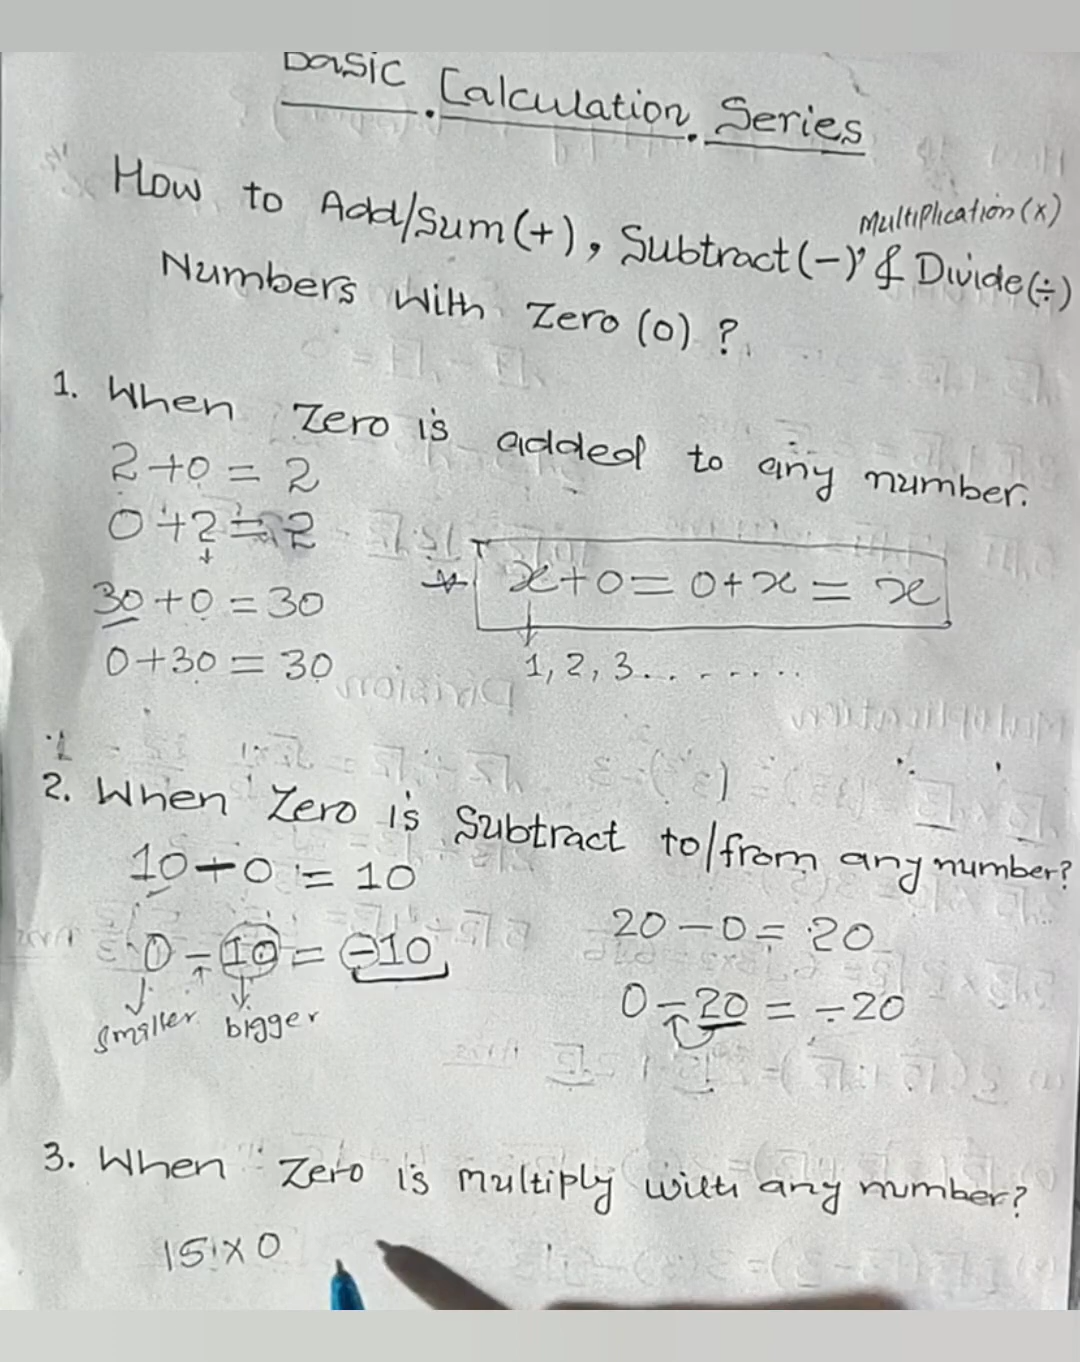 Basic Calculation Series
How to Add/Sum (+), Subtract (-), Multiplication (x) & Divide (÷)
Numbers with Zero (0) ?
1. When Zero is added to any number.
2+0 = 2
0+2 = 2
30+0 = 30
0+30 = 30
x+0 = 0+x = x
1, 2, 3........
2. When Zero is Subtract to/from any number?
10-0 = 10
0-10 = -10
smaller bigger
20-0 = 20
0-20 = -20
3. When Zero is multiply with any number?
15x0